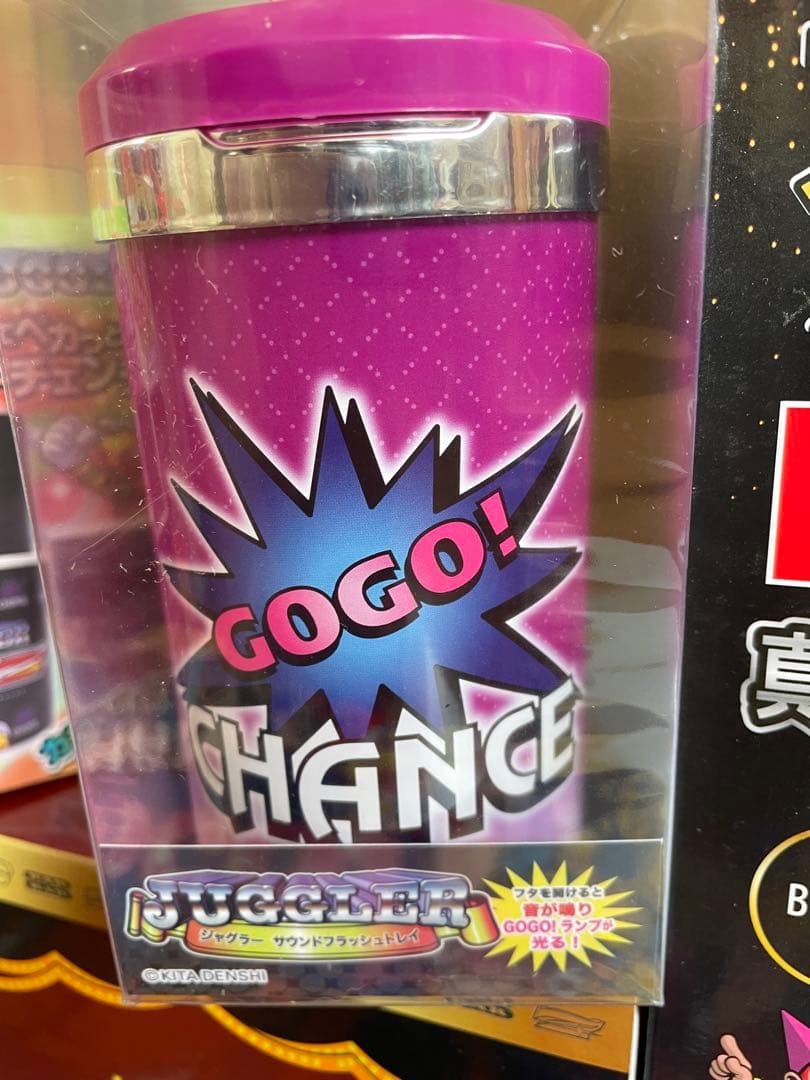 GOGO!
CHANCE
JUGGLER
ジャグラー サウンドフラッシュトレイ
フタを開けると
音が鳴り
GOGO!ランプが
光る!
©KITA DENSHI
真
B